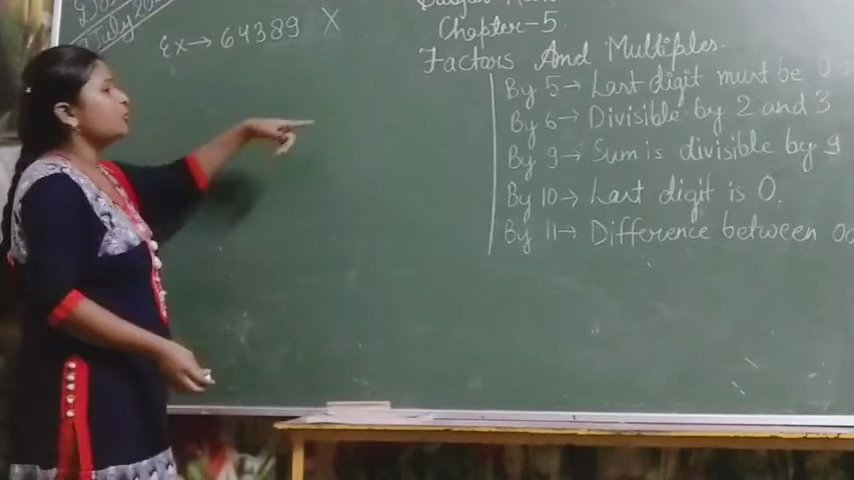 July 20
Ex→ 64389 X
Chapter-5
Factors And Multiples.
By 5→ Last digit must be 0
By 6→ Divisible by 2 and 3
By 9→ Sum is divisible by 9
By 10→ Last digit is 0.
By 11→ Difference between